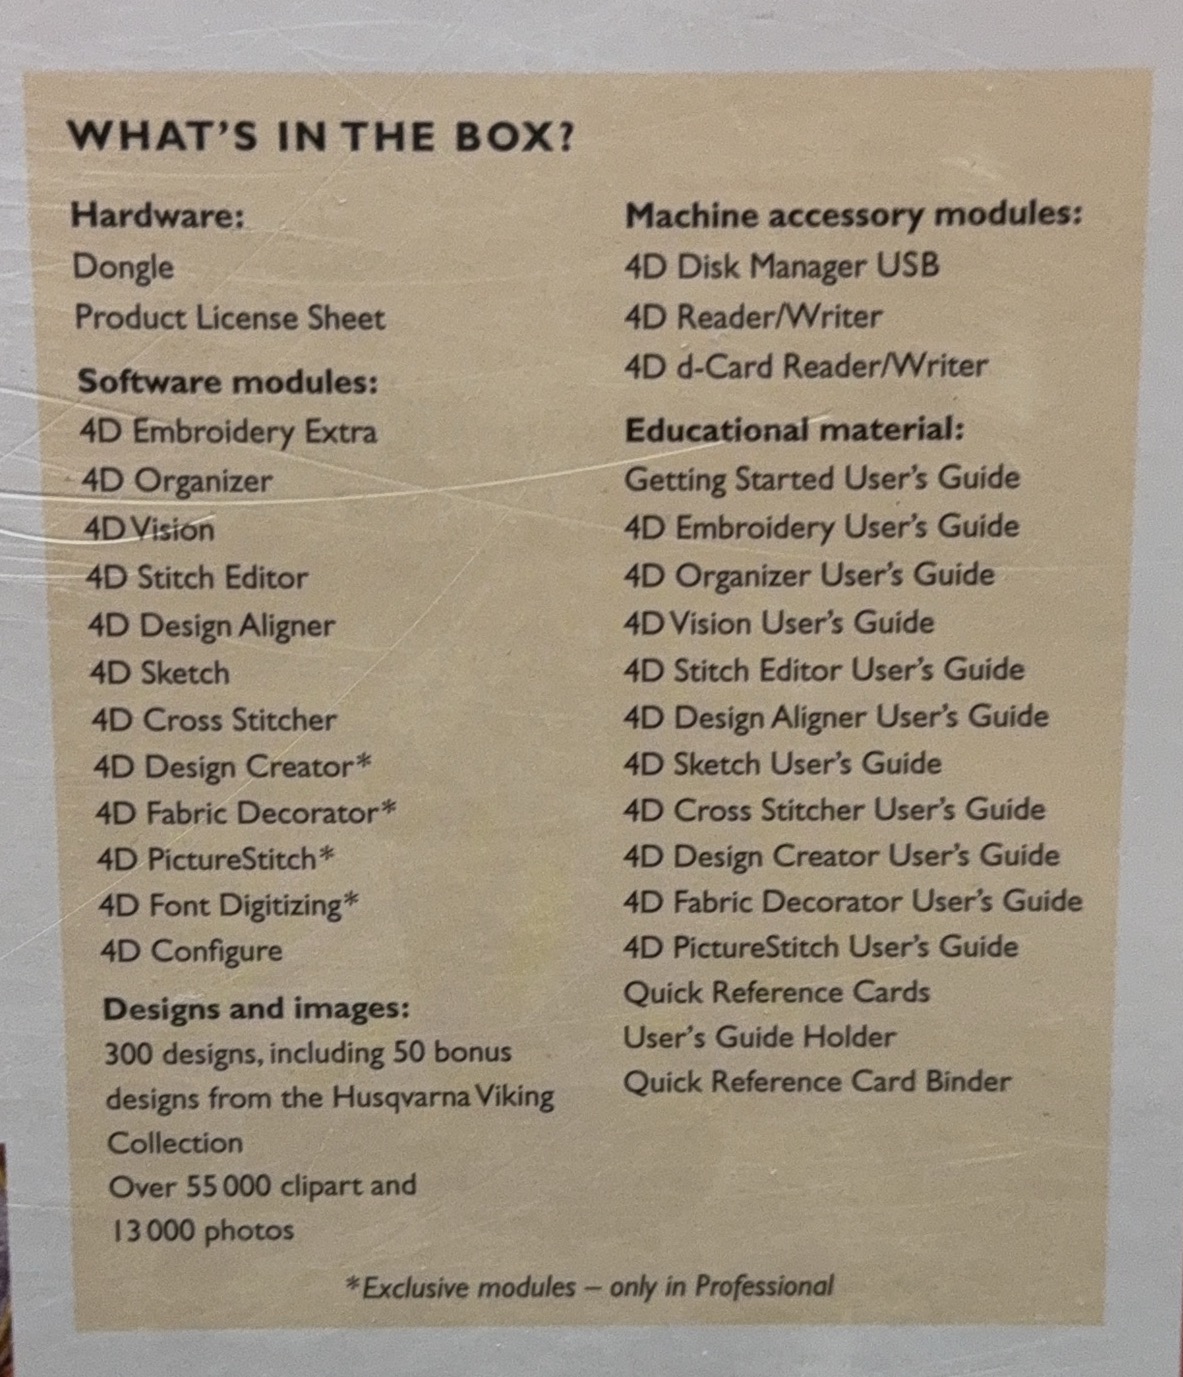 WHAT'S IN THE BOX?
Hardware:
Dongle
Product License Sheet
Software modules:
4D Embroidery Extra
4D Organizer
4D Vision
4D Stitch Editor
4D Design Aligner
4D Sketch
4D Cross Stitcher
4D Design Creator*
4D Fabric Decorator*
4D PictureStitch*
4D Font Digitizing*
4D Configure
Designs and images:
300 designs, including 50 bonus
designs from the Husqvarna Viking
Collection
Over 55 000 clipart and
13 000 photos
Machine accessory modules:
4D Disk Manager USB
4D Reader/Writer
4D d-Card Reader/Writer
Educational material:
Getting Started User's Guide
4D Embroidery User's Guide
4D Organizer User's Guide
4D Vision User's Guide
4D Stitch Editor User's Guide
4D Design Aligner User's Guide
4D Sketch User's Guide
4D Cross Stitcher User's Guide
4D Design Creator User's Guide
4D Fabric Decorator User's Guide
4D PictureStitch User's Guide
Quick Reference Cards
User's Guide Holder
Quick Reference Card Binder
*Exclusive modules – only in Professional